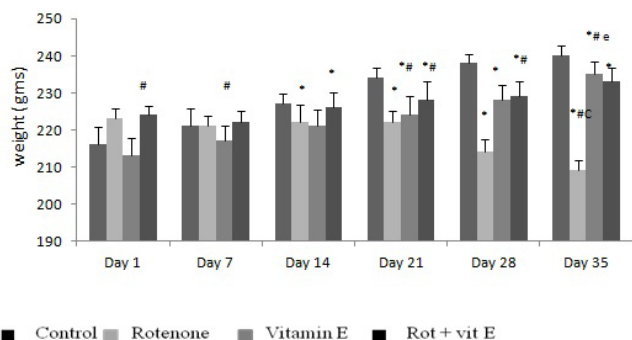 250
240
230
220
210
200
190
weight (gms)
# # * * * *# *# * * *# *#C *# e *
Day 1 Day 7 Day 14 Day 21 Day 28 Day 35
Control Rotenone Vitamin E Rot + vit E